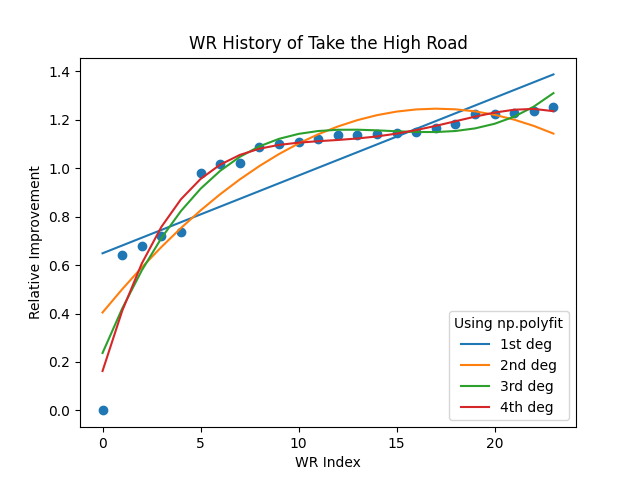 WR History of Take the High Road
1.4
1.2
1.0
0.8
0.6
0.4
0.2
0.0
Relative Improvement
Using np.polyfit
1st deg
2nd deg
3rd deg
4th deg
0 5 10 15 20
WR Index